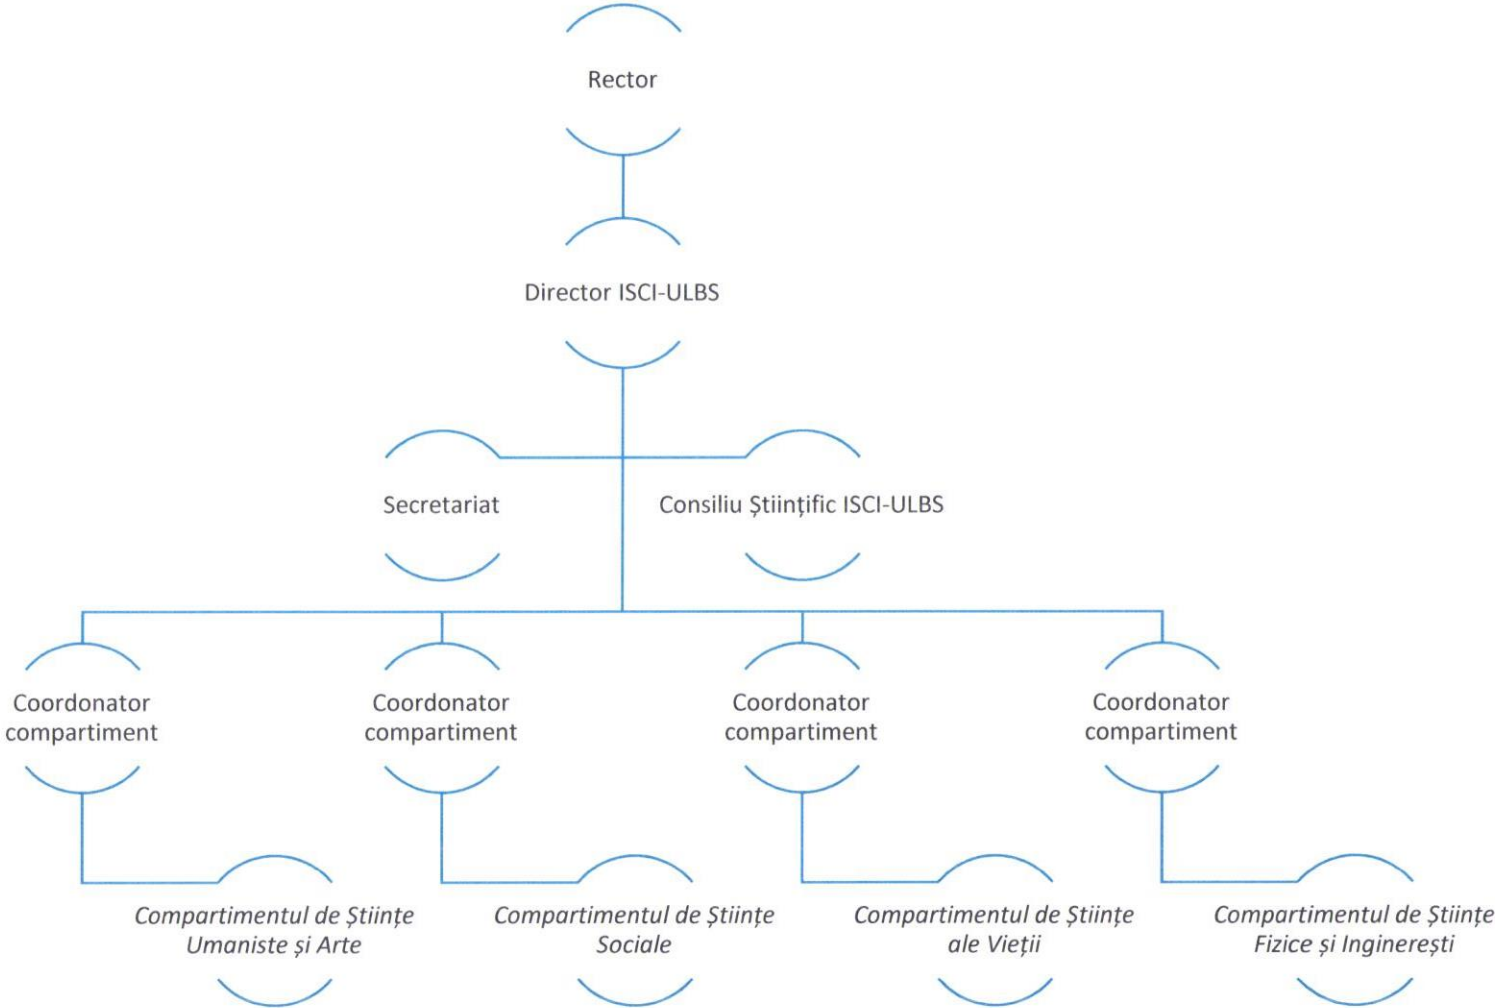 Rector
Director ISCI-ULBS
Secretariat
Consiliu Științific ISCI-ULBS
Coordonator
compartiment
Coordonator
compartiment
Coordonator
compartiment
Coordonator
compartiment
Compartimentul de Științe
Umaniste și Arte
Compartimentul de Științe
Sociale
Compartimentul de Științe
ale Vieții
Compartimentul de Științe
Fizice și Inginerești